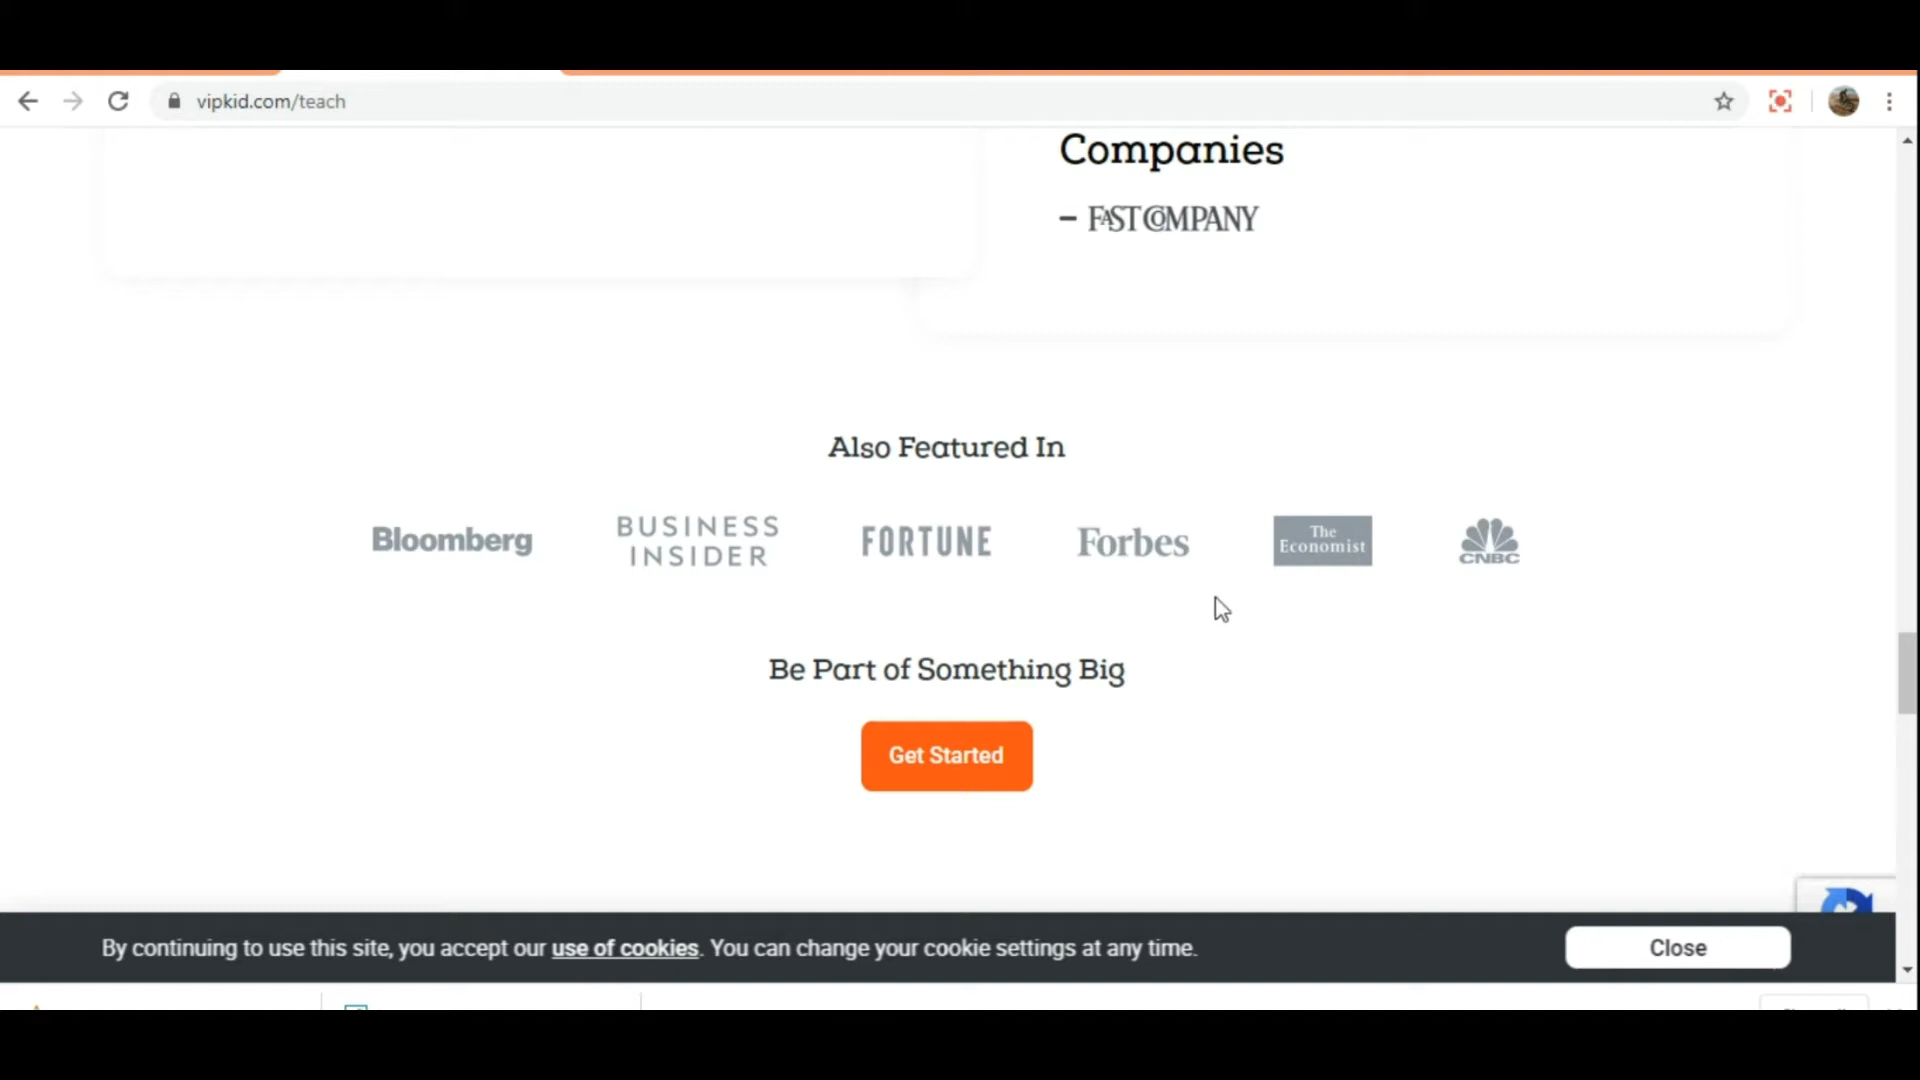 vipkid.com/teach
Companies
– FAST COMPANY
Also Featured In
Bloomberg
BUSINESS
INSIDER
FORTUNE
Forbes
The
Economist
CNBC
Be Part of Something Big
Get Started
By continuing to use this site, you accept our use of cookies. You can change your cookie settings at any time.
Close